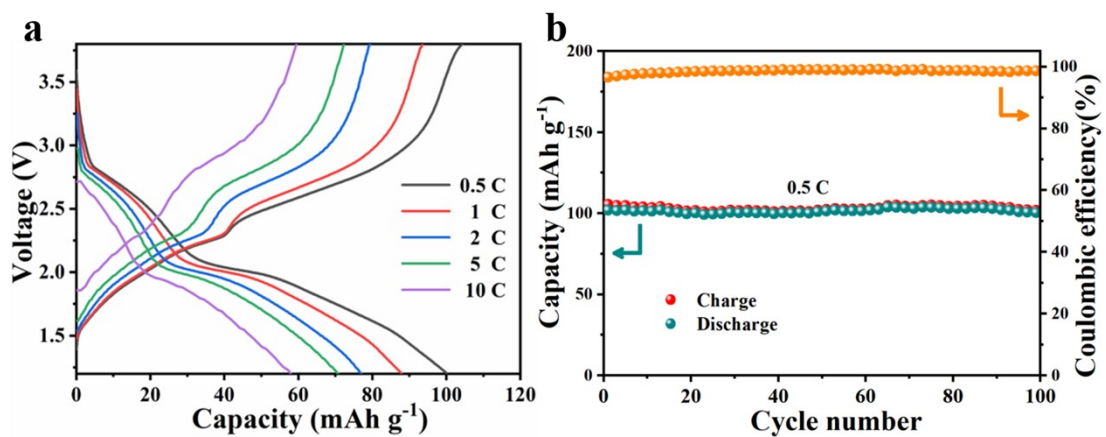 a
3.5
3.0
2.5
2.0
1.5
Voltage (V)
0.5 C
1 C
2 C
5 C
10 C
0 20 40 60 80 100 120
Capacity (mAh g⁻¹)
b
200
150
100
50
0
Capacity (mAh g⁻¹)
0.5 C
Charge
Discharge
100
80
60
40
20
0
Coulombic efficiency(%)
0 20 40 60 80 100
Cycle number